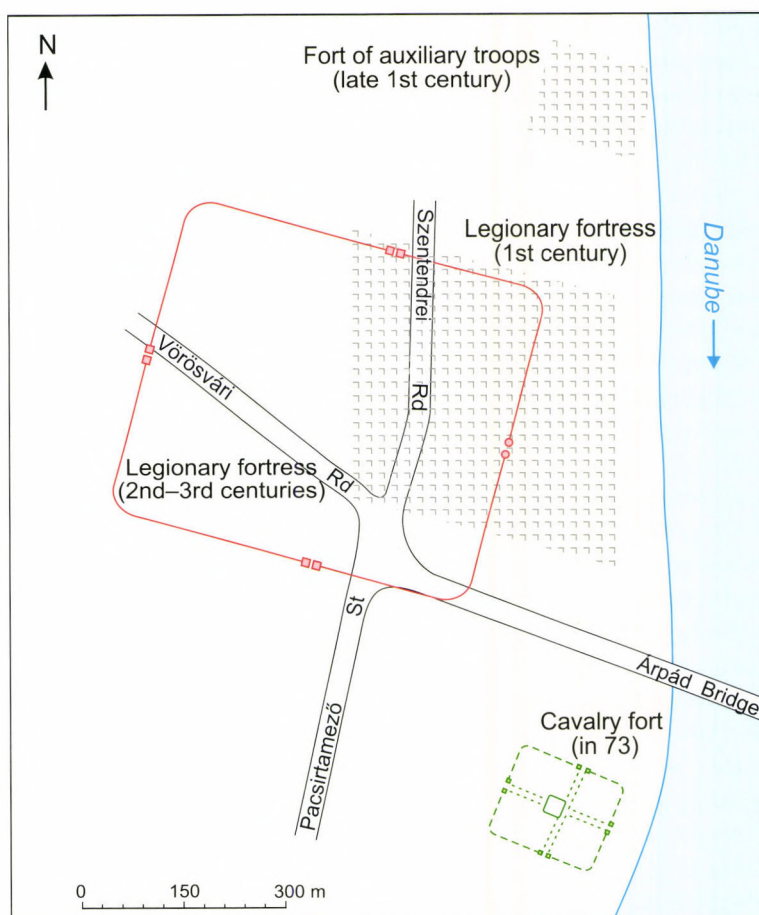 N
Fort of auxiliary troops
(late 1st century)
Szentendrei Rd
Legionary fortress
(1st century)
Danube
Vörösvári Rd
Legionary fortress
(2nd–3rd centuries)
Pacsirtamező St
Árpád Bridge
Cavalry fort
(in 73)
0 150 300 m